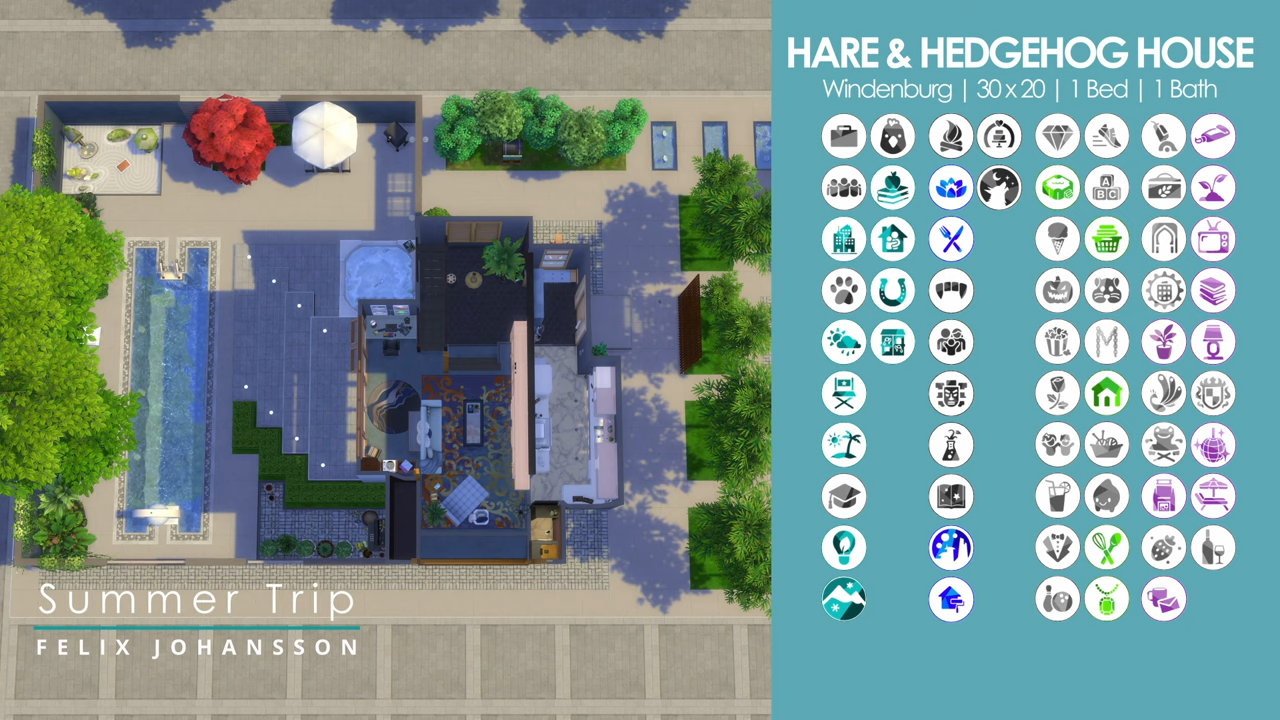 HARE & HEDGEHOG HOUSE
Windenburg | 30 x 20 | 1 Bed | 1 Bath
A
B C
Summer Trip
FELIX JOHANSSON